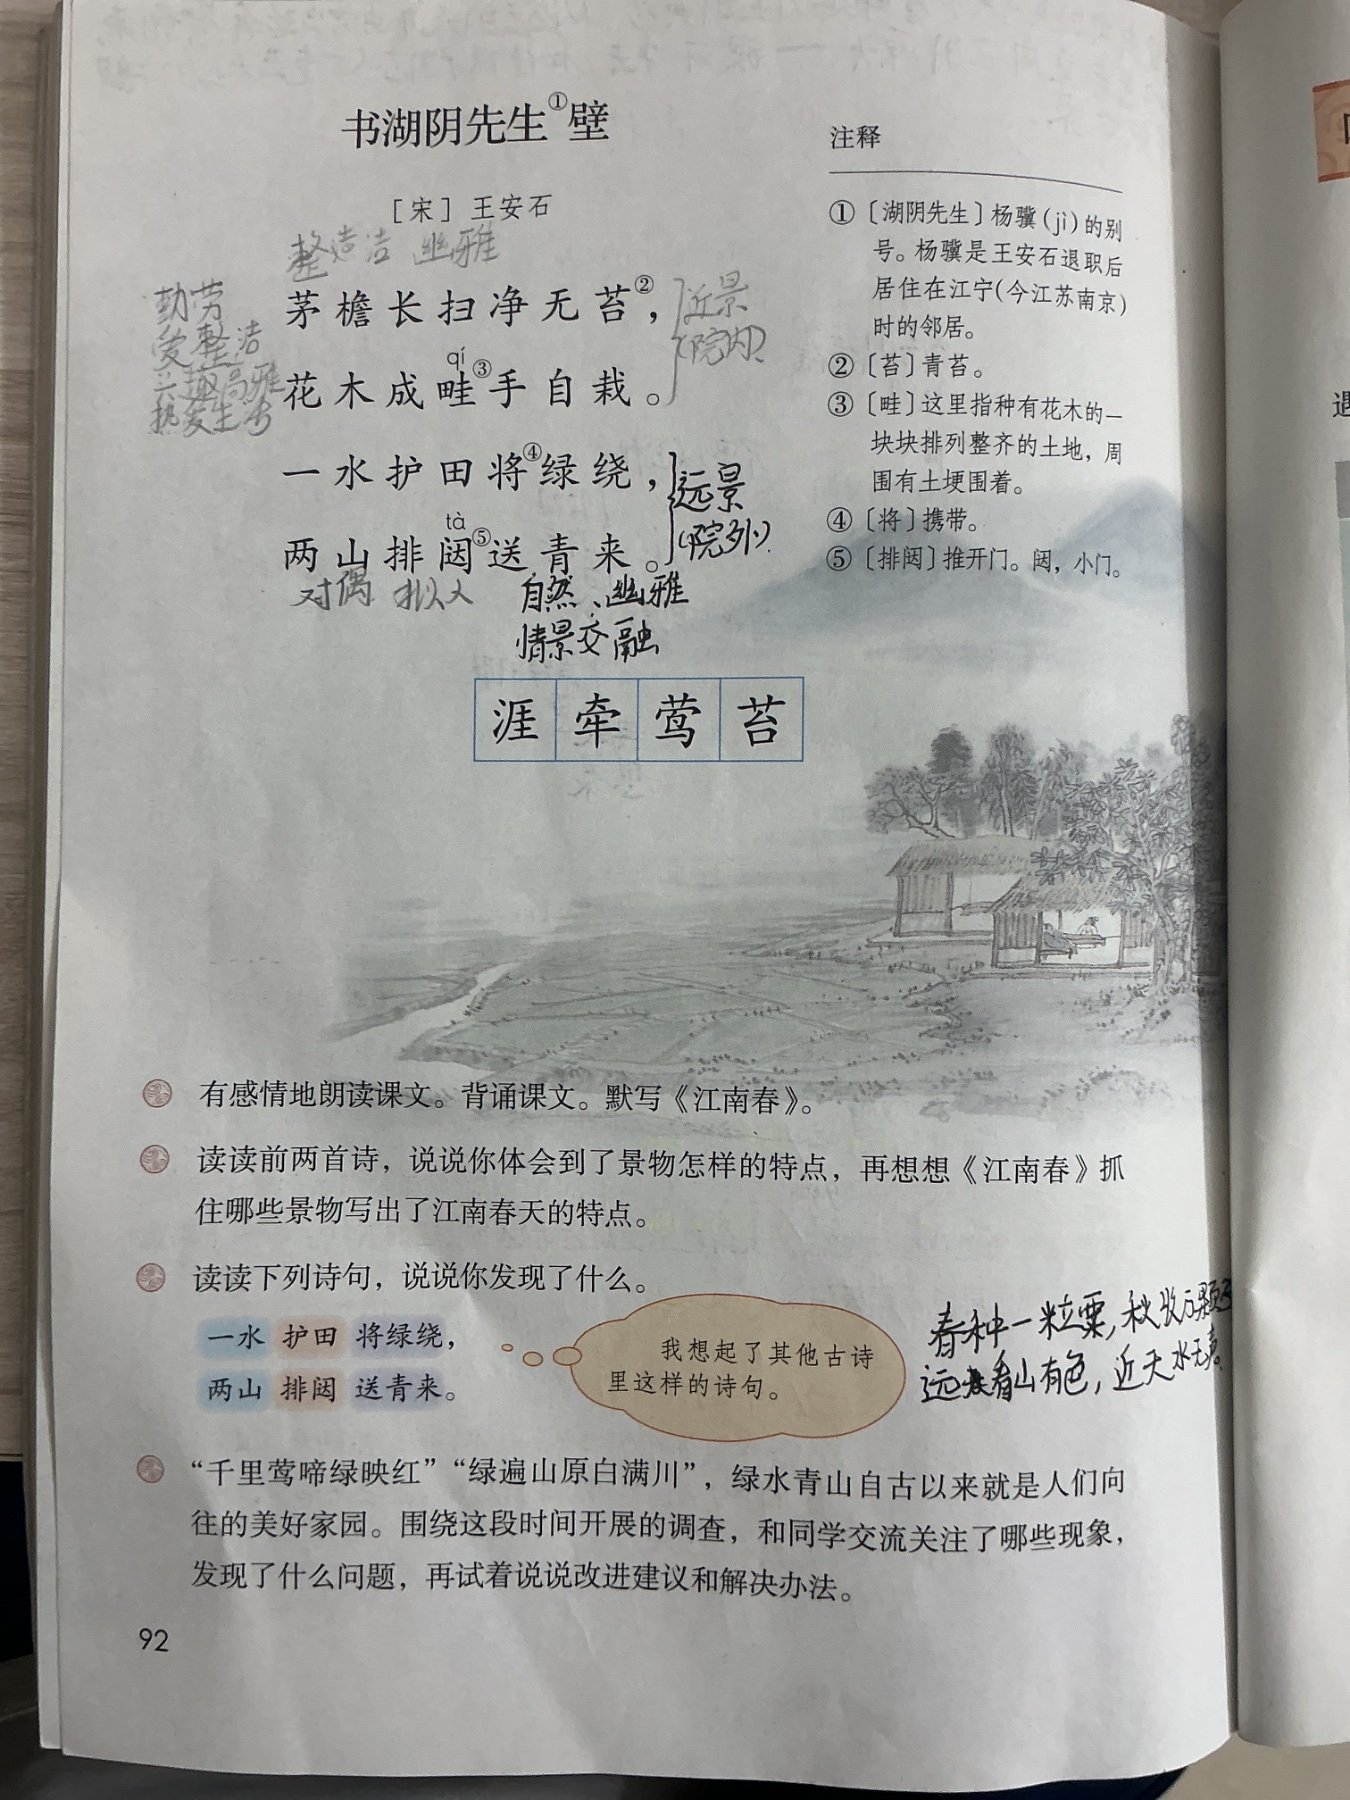 书湖阴先生①壁
[宋] 王安石
整 洁 幽雅
茅檐长扫净无苔②，
花木成畦③手自栽。
qí
一水护田将④绿绕，
两山排闼⑤送青来。
tà
勤劳
爱整洁
高雅
热爱生
近景
(院内)
远景
(院外)
对偶 拟人
自然、幽雅
情景交融
涯 牵 莺 苔
注释
①〔湖阴先生〕杨骥(jì)的别
号。杨骥是王安石退职后
居住在江宁(今江苏南京)
时的邻居。
②〔苔〕青苔。
③〔畦〕这里指种有花木的一
块块排列整齐的土地，周
围有土埂围着。
④〔将〕携带。
⑤〔排闼〕推开门。闼，小门。
有感情地朗读课文。背诵课文。默写《江南春》。
读读前两首诗，说说你体会到了景物怎样的特点，再想想《江南春》抓
住哪些景物写出了江南春天的特点。
读读下列诗句，说说你发现了什么。
一水 护田 将绿绕，
两山 排闼 送青来。
我想起了其他古诗
里这样的诗句。
春种一粒粟，秋收万颗
远看山有色，近天水无声
“千里莺啼绿映红”“绿遍山原白满川”，绿水青山自古以来就是人们向
往的美好家园。围绕这段时间开展的调查，和同学交流关注了哪些现象，
发现了什么问题，再试着说说改进建议和解决办法。
92
遇